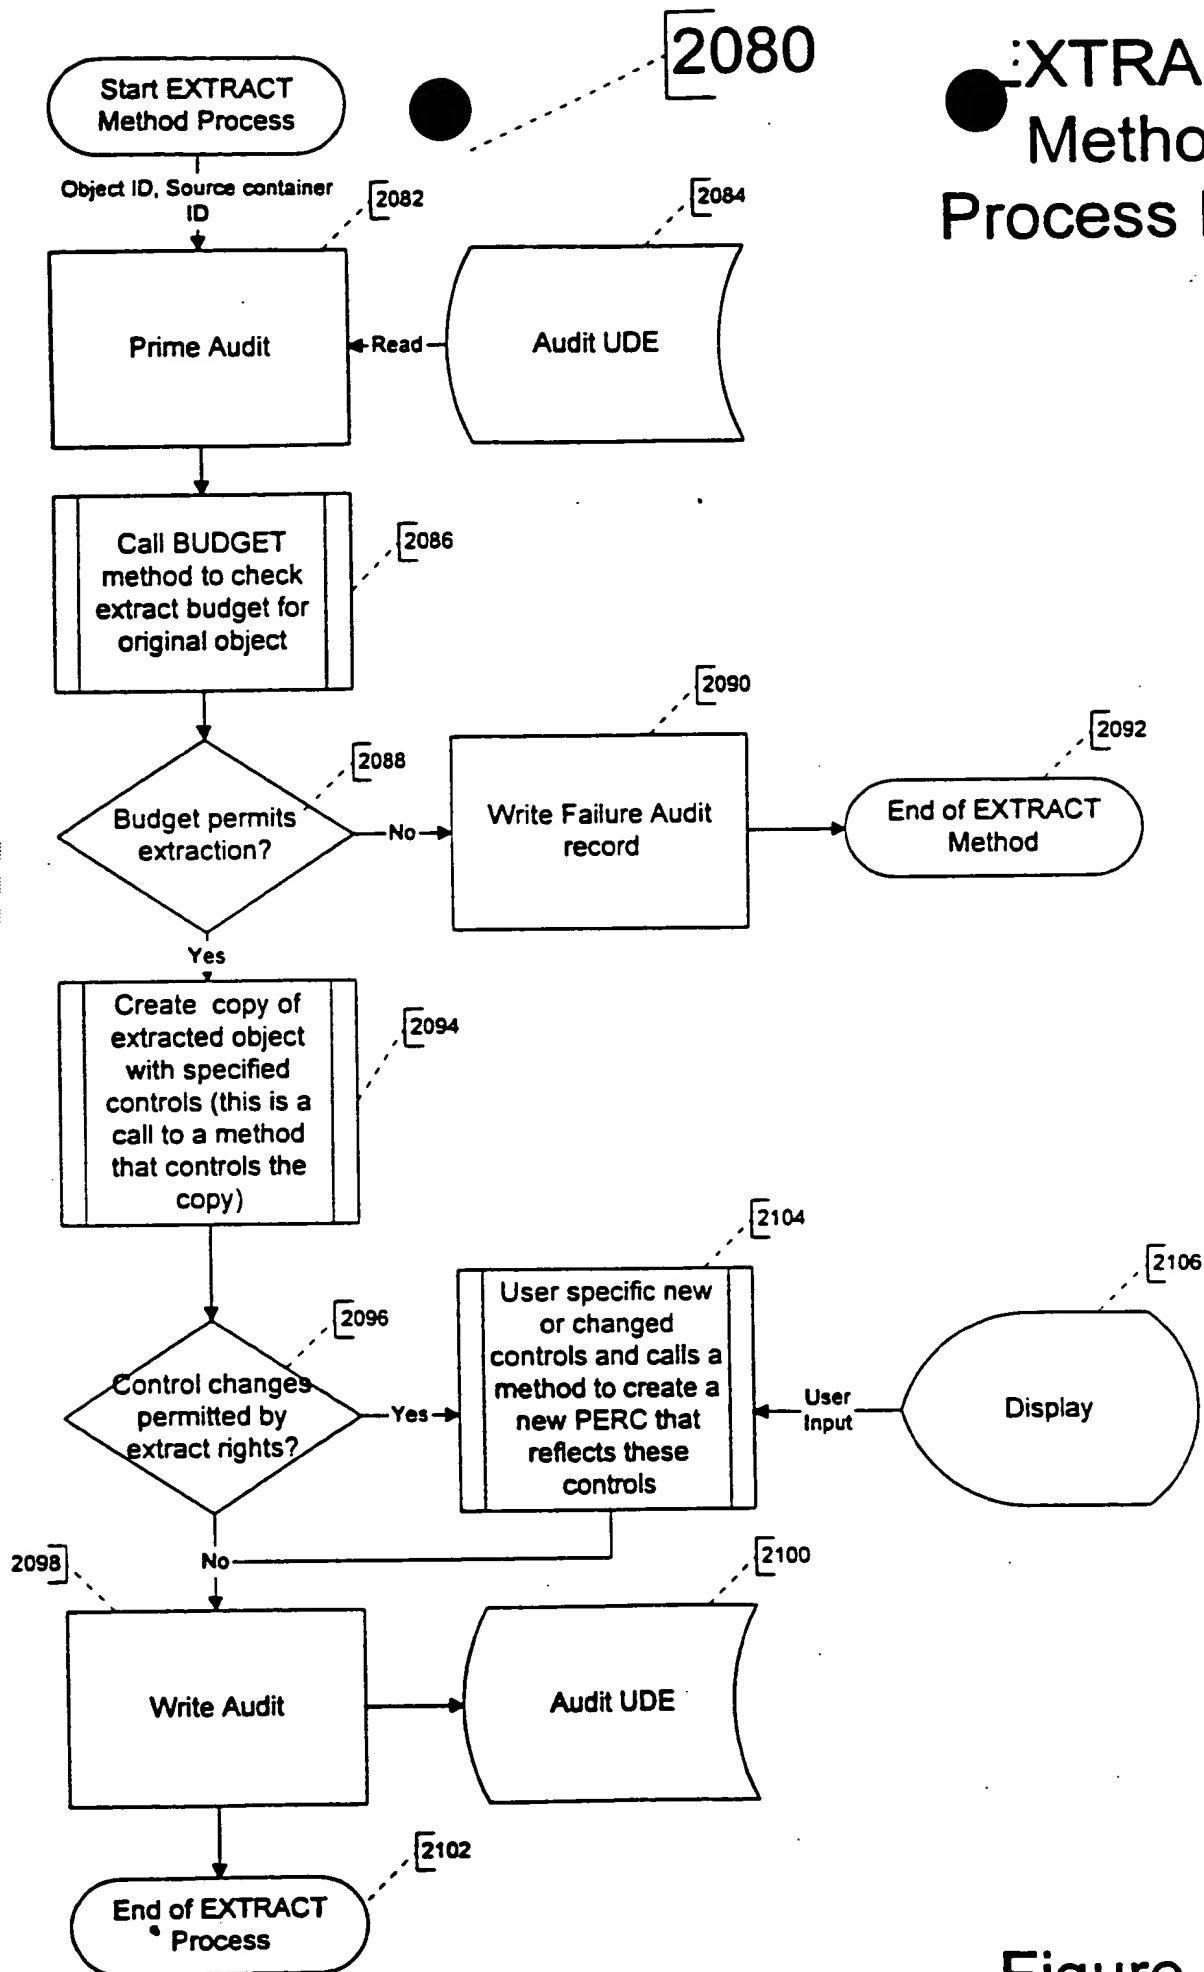 2080
Start EXTRACT
Method Process
Method
Process
Object ID, Source container
ID
2082
2084
Prime Audit
Read
Audit UDE
Call BUDGET
method to check
extract budget for
original object
2086
2090
2092
2088
Budget permits
extraction?
No
Write Failure Audit
record
End of EXTRACT
Method
Yes
Create copy of
extracted object
with specified
controls (this is a
call to a method
that controls the
copy)
2094
2104
2106
User specific new
or changed
controls and calls a
method to create a
new PERC that
reflects these
controls
2096
Control changes
permitted by
extract rights?
Yes
User
Input
Display
2098
No
2100
Write Audit
Audit UDE
2102
End of EXTRACT
Process
Figure